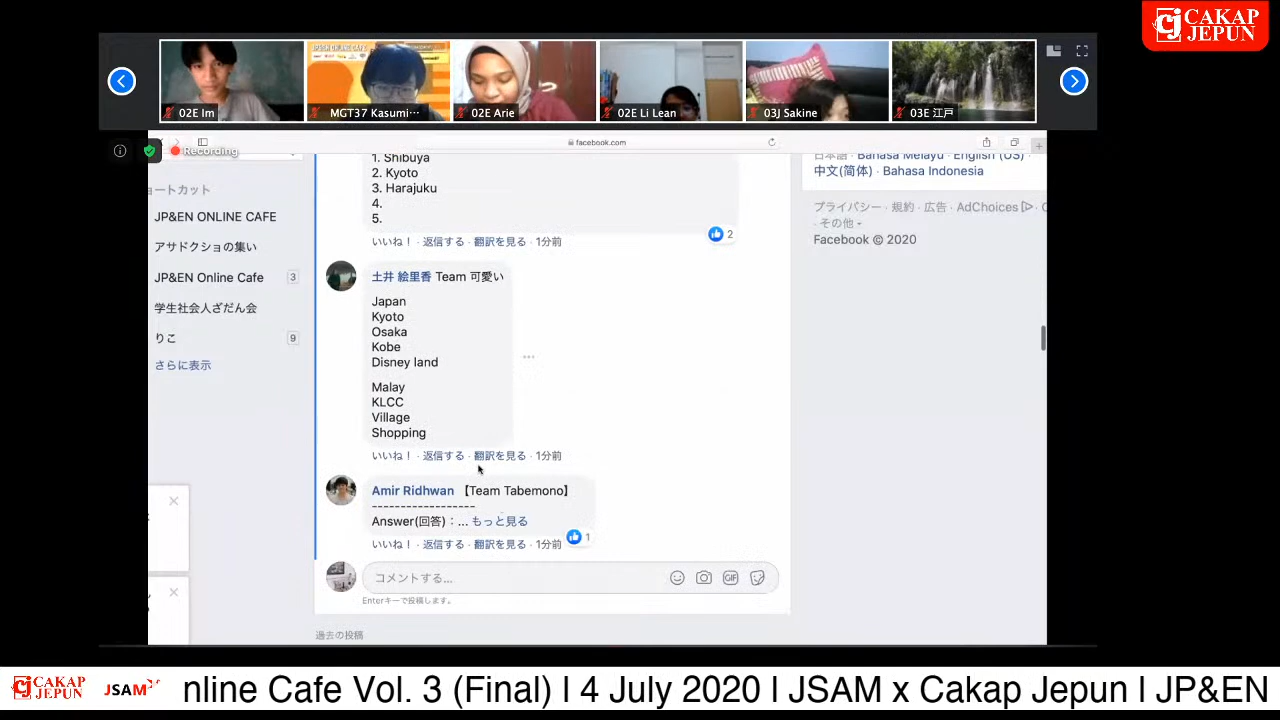 CAKAP
JEPUN
02E Im
MGT37 Kasumi…
02E Arie
02E Li Lean
03J Sakine
03E 江戸
Recording
facebook.com
ョートカット
JP&EN ONLINE CAFE
アサドクショの集い
JP&EN Online Cafe 3
学生社会人ざだん会
りこ 9
さらに表示
1. Shibuya
2. Kyoto
3. Harajuku
4.
5.
2
いいね！ · 返信する · 翻訳を見る · 1分前
土井 絵里香 Team 可愛い
Japan
Kyoto
Osaka
Kobe
Disney land
Malay
KLCC
Village
Shopping
いいね！ · 返信する · 翻訳を見る · 1分前
Amir Ridhwan 【Team Tabemono】
------------------
Answer(回答)：... もっと見る
1
いいね！ · 返信する · 翻訳を見る · 1分前
コメントする...
GIF
Enterキーで投稿します。
過去の投稿
日本語 · Bahasa Melayu · English (US) ·
中文(简体) · Bahasa Indonesia
プライバシー · 規約 · 広告 · AdChoices
· その他
Facebook © 2020
CAKAP
JEPUN
JSAM
nline Cafe Vol. 3 (Final) | 4 July 2020 | JSAM x Cakap Jepun | JP&EN